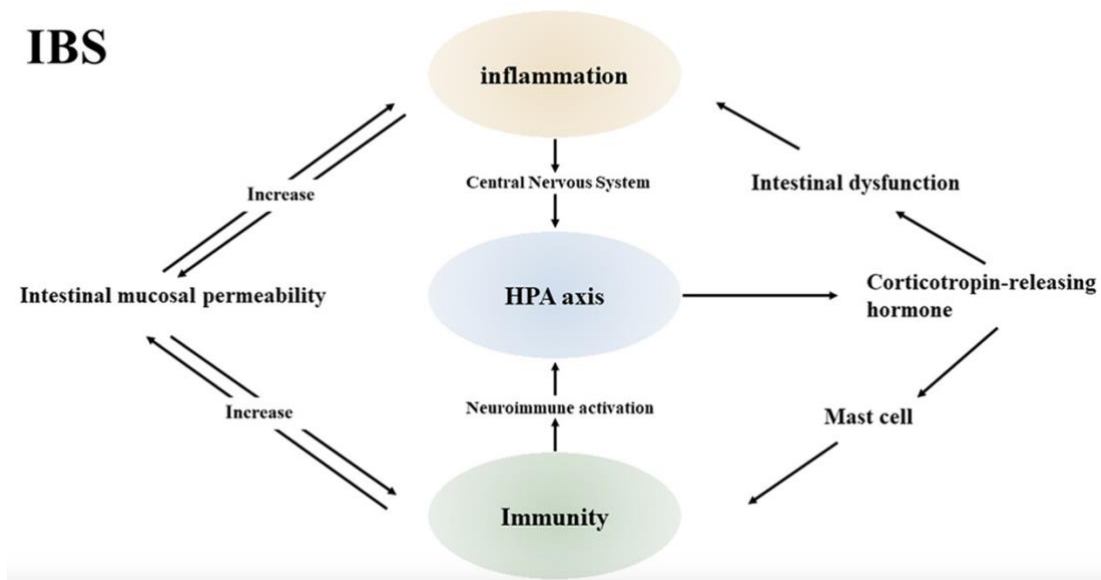 IBS
inflammation
Central Nervous System
Intestinal dysfunction
Increase
Intestinal mucosal permeability
HPA axis
Corticotropin-releasing
hormone
Neuroimmune activation
Increase
Mast cell
Immunity